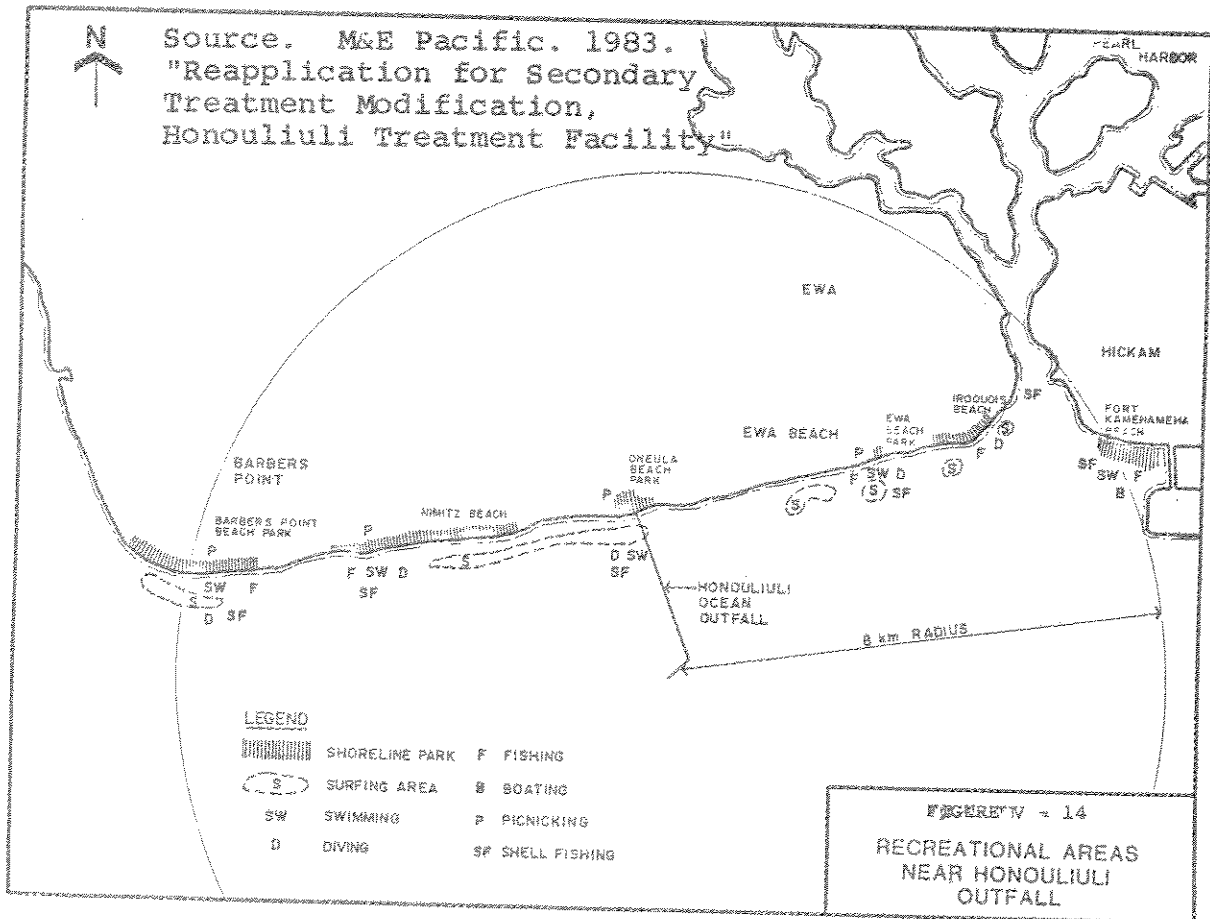 N
Source. M&E Pacific. 1983.
"Reapplication for Secondary
Treatment Modification,
Honouliuli Treatment Facility"
PEARL
HARBOR
EWA
HICKAM
IROQUOIS
BEACH
SF
FORT
KAMEHAMEHA
BEACH
EWA
BEACH
PARK
EWA BEACH
S
D
F
P
F SW D
S
S SF
S
SF
SW F
B
BARBERS
POINT
ONEULA
BEACH
PARK
P
NIMITZ BEACH
P
BARBERS POINT
BEACH PARK
P
S
D SW
SF
F SW D
SF
SW F
S
D SF
HONOULIULI
OCEAN
OUTFALL
8 km RADIUS
LEGEND
SHORELINE PARK F FISHING
S SURFING AREA B BOATING
SW SWIMMING P PICNICKING
D DIVING SF SHELL FISHING
14
RECREATIONAL AREAS
NEAR HONOULIULI
OUTFALL